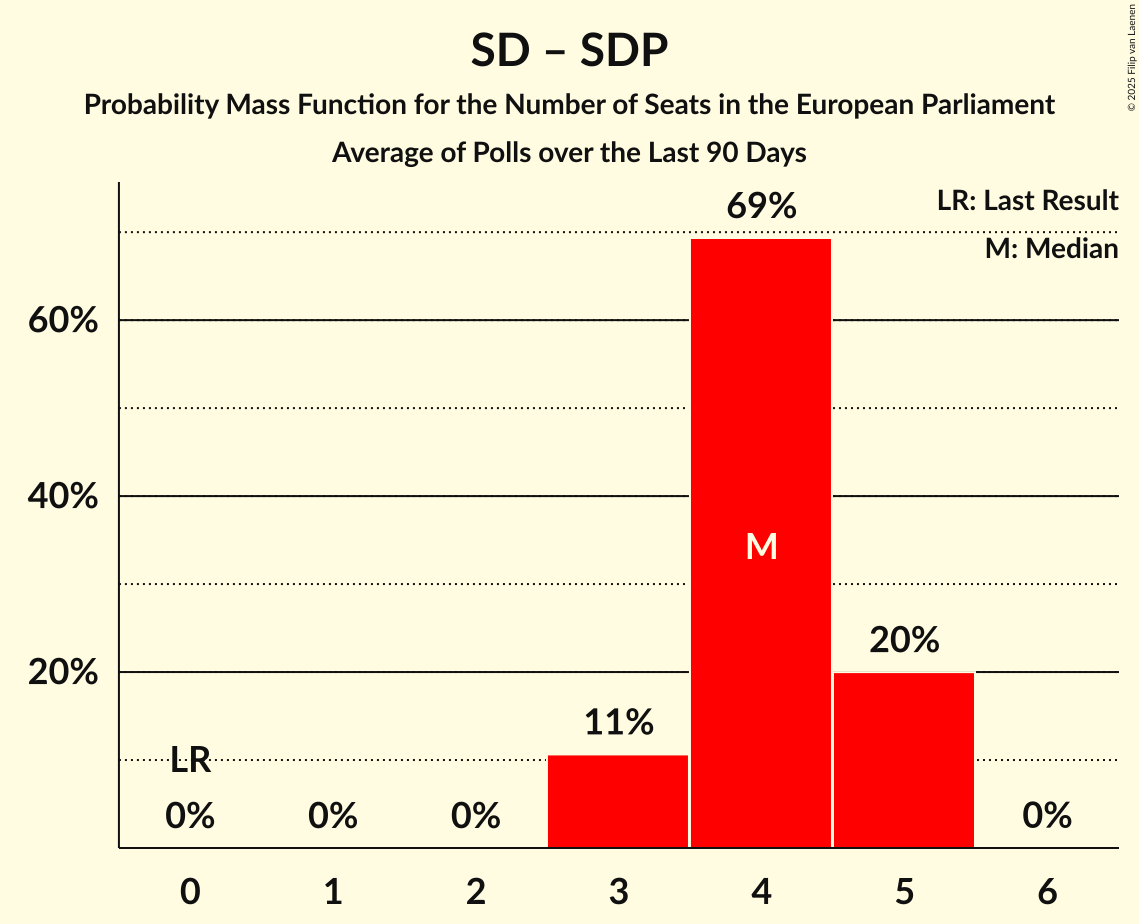 SD – SDP
Probability Mass Function for the Number of Seats in the European Parliament
Average of Polls over the Last 90 Days
© 2025 Filip van Laenen
LR: Last Result
M: Median
69%
60%
40%
M
20%
20%
11%
LR
0%
0%
0%
0%
0 1 2 3 4 5 6